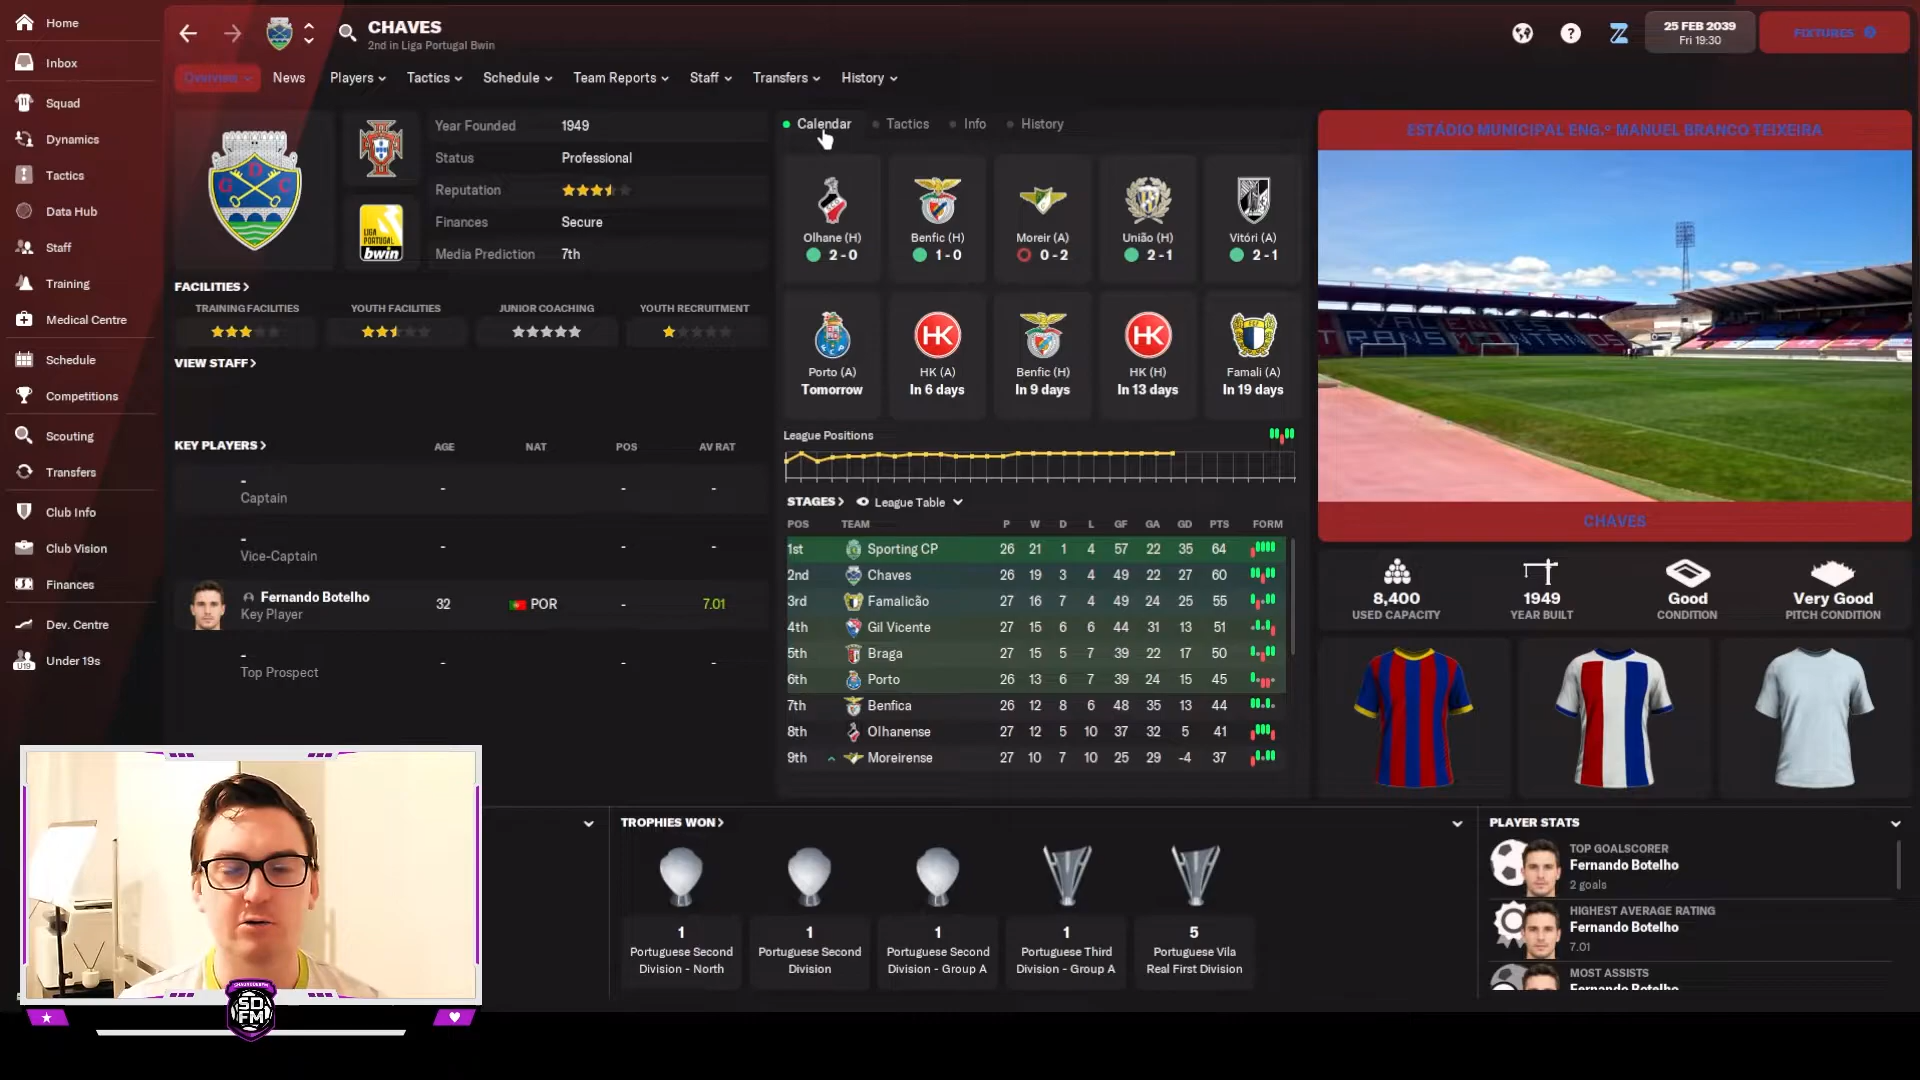 Home
Inbox
Squad
Dynamics
Tactics
Data Hub
Staff
Training
Medical Centre
Schedule
Competitions
Scouting
Transfers
Club Info
Club Vision
Finances
Dev. Centre
Under 19s
CHAVES
2nd in Liga Portugal Bwin
25 FEB 2039
Fri 19:30
FIXTURES
Overview News Players Tactics Schedule Team Reports Staff Transfers History
Year Founded 1949
Status Professional
Reputation
Finances Secure
Media Prediction 7th
GDC
LIGA PORTUGAL bwin
FACILITIES
TRAINING FACILITIES YOUTH FACILITIES JUNIOR COACHING YOUTH RECRUITMENT
VIEW STAFF
KEY PLAYERS AGE NAT POS AV RAT
- - - -
Captain
- - - -
Vice-Captain
Fernando Botelho 32 POR - 7.01
Key Player
- - - -
Top Prospect
Calendar Tactics Info History
Olhane (H) Benfic (H) Moreir (A) União (H) Vitóri (A)
2 - 0 1 - 0 0 - 2 2 - 1 2 - 1
HK HK
Porto (A) HK (A) Benfic (H) HK (H) Famali (A)
Tomorrow In 6 days In 9 days In 13 days In 19 days
League Positions
STAGES League Table
POS TEAM P W D L GF GA GD PTS FORM
1st Sporting CP 26 21 1 4 57 22 35 64
2nd Chaves 26 19 3 4 49 22 27 60
3rd Famalicão 27 16 7 4 49 24 25 55
4th Gil Vicente 27 15 6 6 44 31 13 51
5th Braga 27 15 5 7 39 22 17 50
6th Porto 26 13 6 7 39 24 15 45
7th Benfica 26 12 8 6 48 35 13 44
8th Olhanense 27 12 5 10 37 32 5 41
9th Moreirense 27 10 7 10 25 29 -4 37
ESTÁDIO MUNICIPAL ENG.º MANUEL BRANCO TEIXEIRA
VALENTES
TRANSMONTANOS
CHAVES
8,400 1949 Good Very Good
USED CAPACITY YEAR BUILT CONDITION PITCH CONDITION
TROPHIES WON
1 1 1 1 5
Portuguese Second Division - North
Portuguese Second Division
Portuguese Second Division - Group A
Portuguese Third Division - Group A
Portuguese Vila Real First Division
PLAYER STATS
TOP GOALSCORER
Fernando Botelho
2 goals
HIGHEST AVERAGE RATING
Fernando Botelho
7.01
MOST ASSISTS
Fernando Botelho
SD
FM